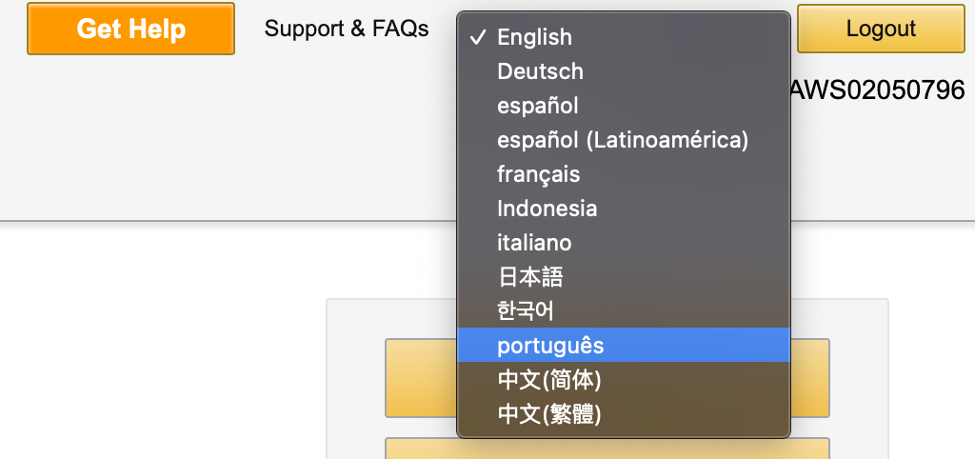 Get Help
Support & FAQs
✓ English
Logout
Deutsch
AWS02050796
español
español (Latinoamérica)
français
Indonesia
italiano
日本語
한국어
português
中文(简体)
中文(繁體)